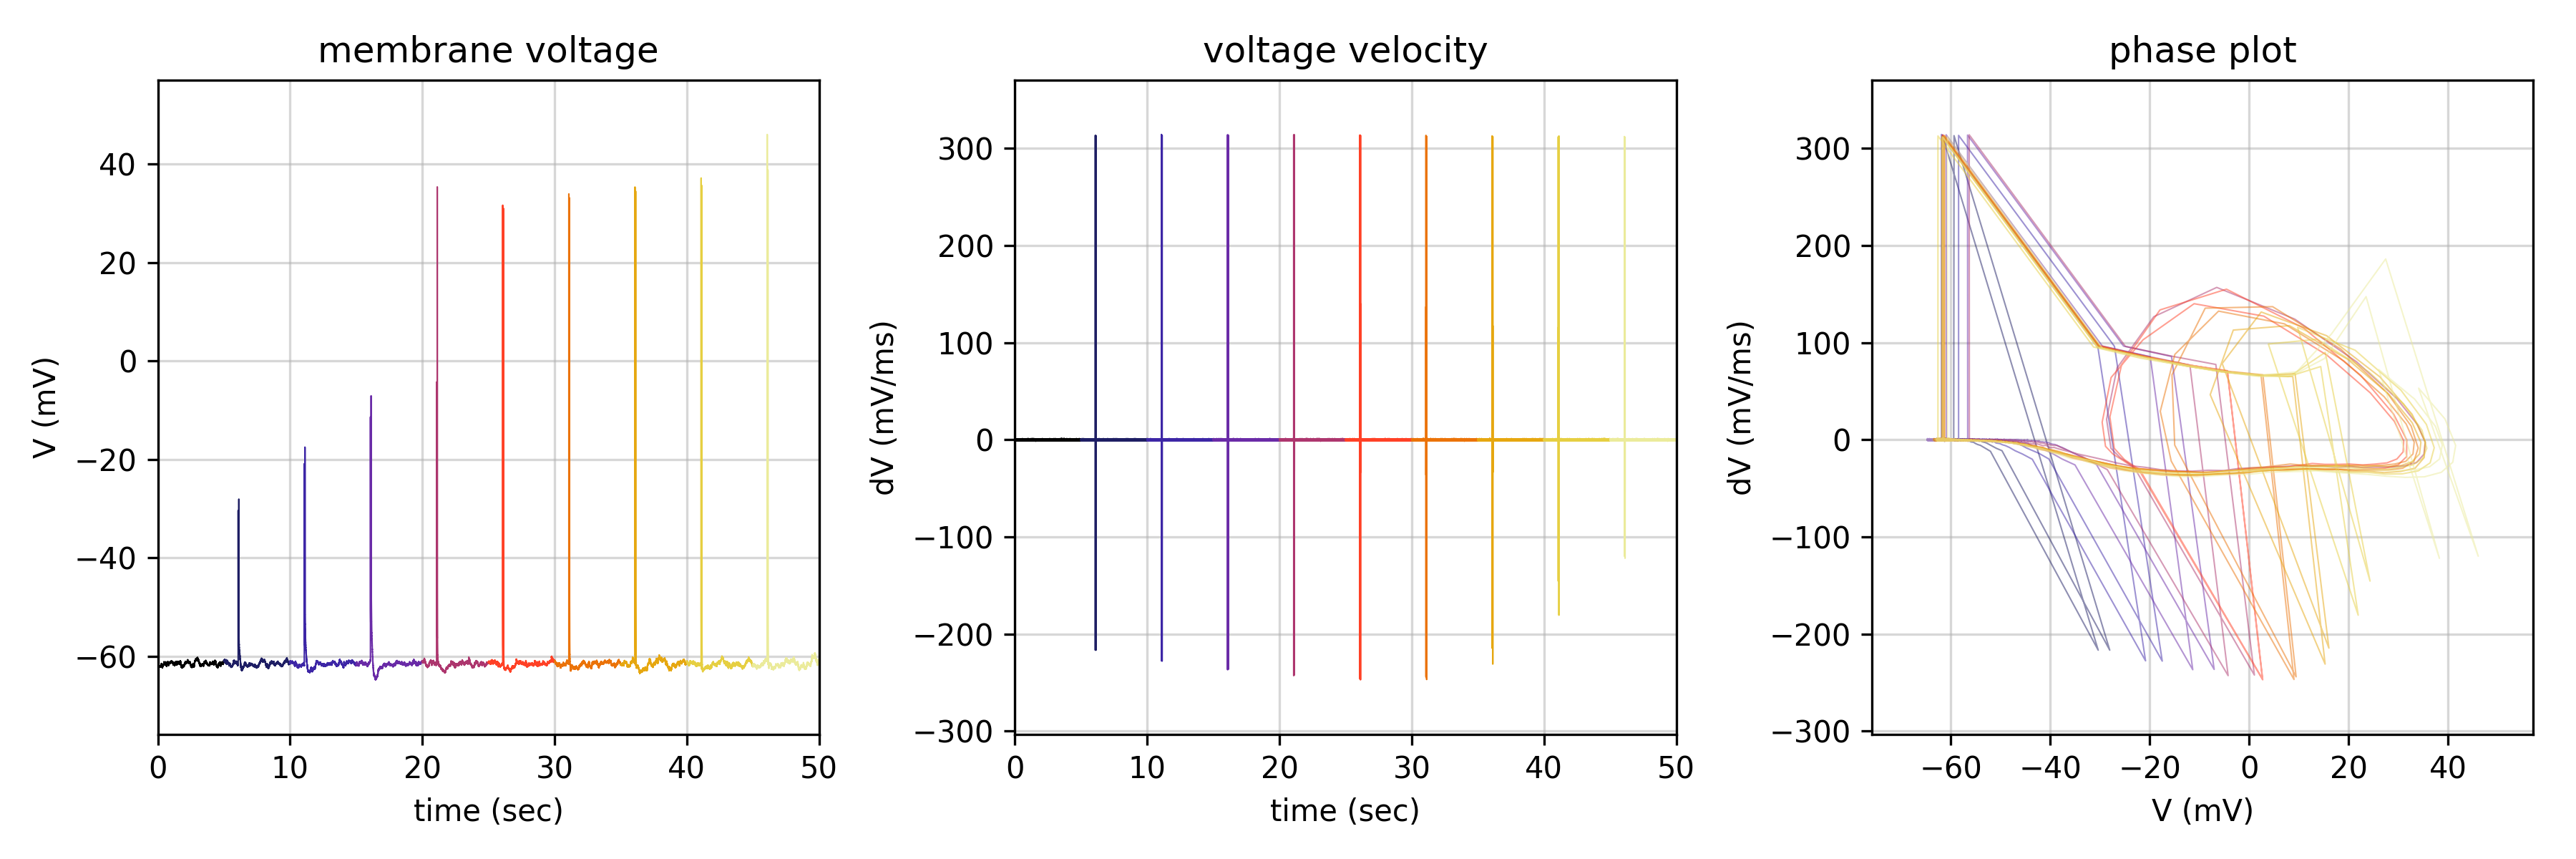 membrane voltage
V (mV)
40
20
0
−20
−40
−60
0 10 20 30 40 50
time (sec)
voltage velocity
dV (mV/ms)
300
200
100
0
−100
−200
−300
0 10 20 30 40 50
time (sec)
phase plot
dV (mV/ms)
300
200
100
0
−100
−200
−300
−60 −40 −20 0 20 40
V (mV)